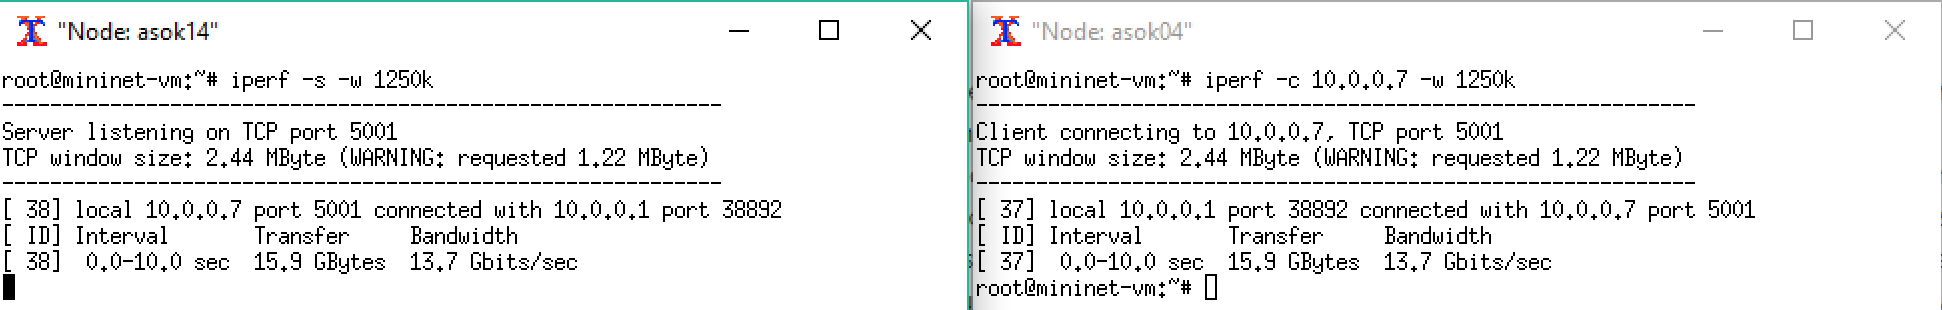 "Node: asok14"
root@mininet-vm:~# iperf -s -w 1250k
------------------------------------------------------------
Server listening on TCP port 5001
TCP window size: 2.44 MByte (WARNING: requested 1.22 MByte)
------------------------------------------------------------
[ 38] local 10.0.0.7 port 5001 connected with 10.0.0.1 port 38892
[ ID] Interval       Transfer     Bandwidth
[ 38]  0.0-10.0 sec  15.9 GBytes  13.7 Gbits/sec
"Node: asok04"
root@mininet-vm:~# iperf -c 10.0.0.7 -w 1250k
------------------------------------------------------------
Client connecting to 10.0.0.7, TCP port 5001
TCP window size: 2.44 MByte (WARNING: requested 1.22 MByte)
------------------------------------------------------------
[ 37] local 10.0.0.1 port 38892 connected with 10.0.0.7 port 5001
[ ID] Interval       Transfer     Bandwidth
[ 37]  0.0-10.0 sec  15.9 GBytes  13.7 Gbits/sec
root@mininet-vm:~#